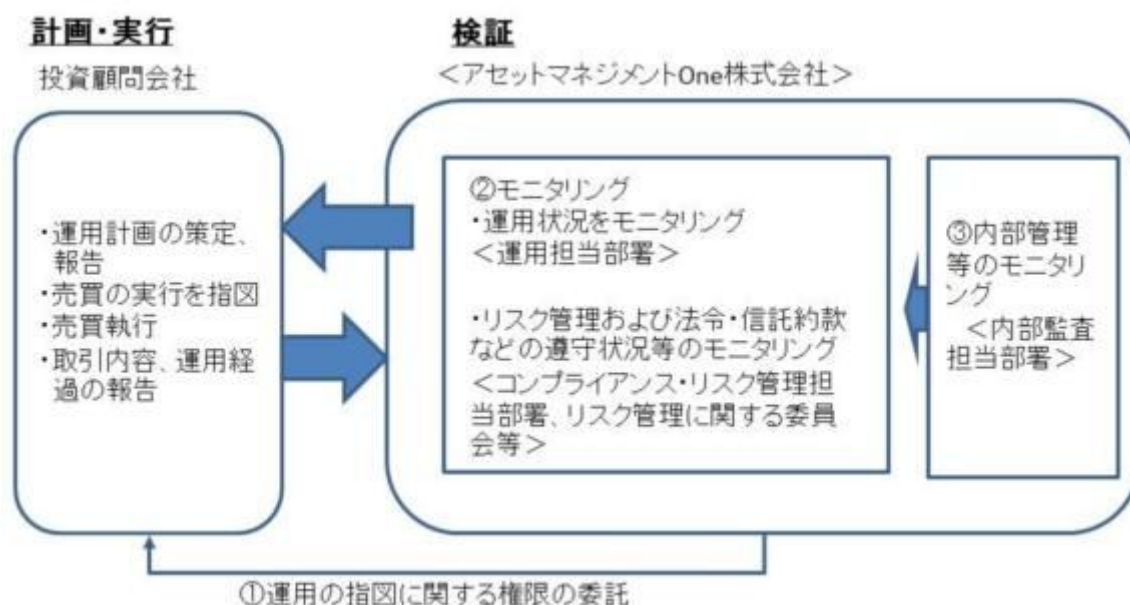 計画・実行
投資顧問会社
・運用計画の策定、
報告
・売買の実行を指図
・売買執行
・取引内容、運用経
過の報告
検証
＜アセットマネジメントOne株式会社＞
②モニタリング
・運用状況をモニタリング
＜運用担当部署＞
・リスク管理および法令・信託約款
などの遵守状況等のモニタリング
＜コンプライアンス・リスク管理担
当部署、リスク管理に関する委員
会等＞
③内部管理
等のモニタリ
ング
＜内部監査
担当部署＞
①運用の指図に関する権限の委託